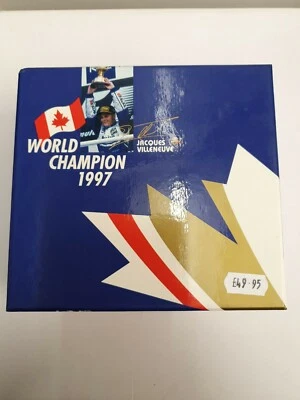 WORLD
CHAMPION
1997
JACQUES
VILLENEUVE
£49-95